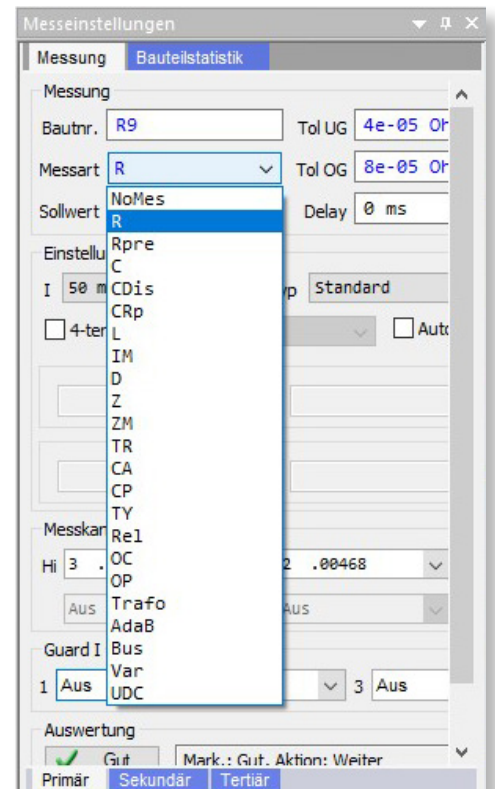 Messeinstellungen
Messung Bauteilstatistik
Messung
Bautnr. R9 Tol UG 4e-05 Oh
Messart R Tol OG 8e-05 Oh
Sollwert Delay 0 ms
NoMes
R
Rpre
C
CDis
CRp
L
IM
D
Z
ZM
TR
CA
CP
TY
Rel
OC
OP
Trafo
AdaB
Bus
Var
UDC
Einstellu
I 50 m yp Standard
4-ter Auto
Messkan
Hi 3 . 2 .00468
Aus Aus
Guard I
1 Aus 3 Aus
Auswertung
Gut Mark.: Gut, Aktion: Weiter
Primär Sekundär Tertiär